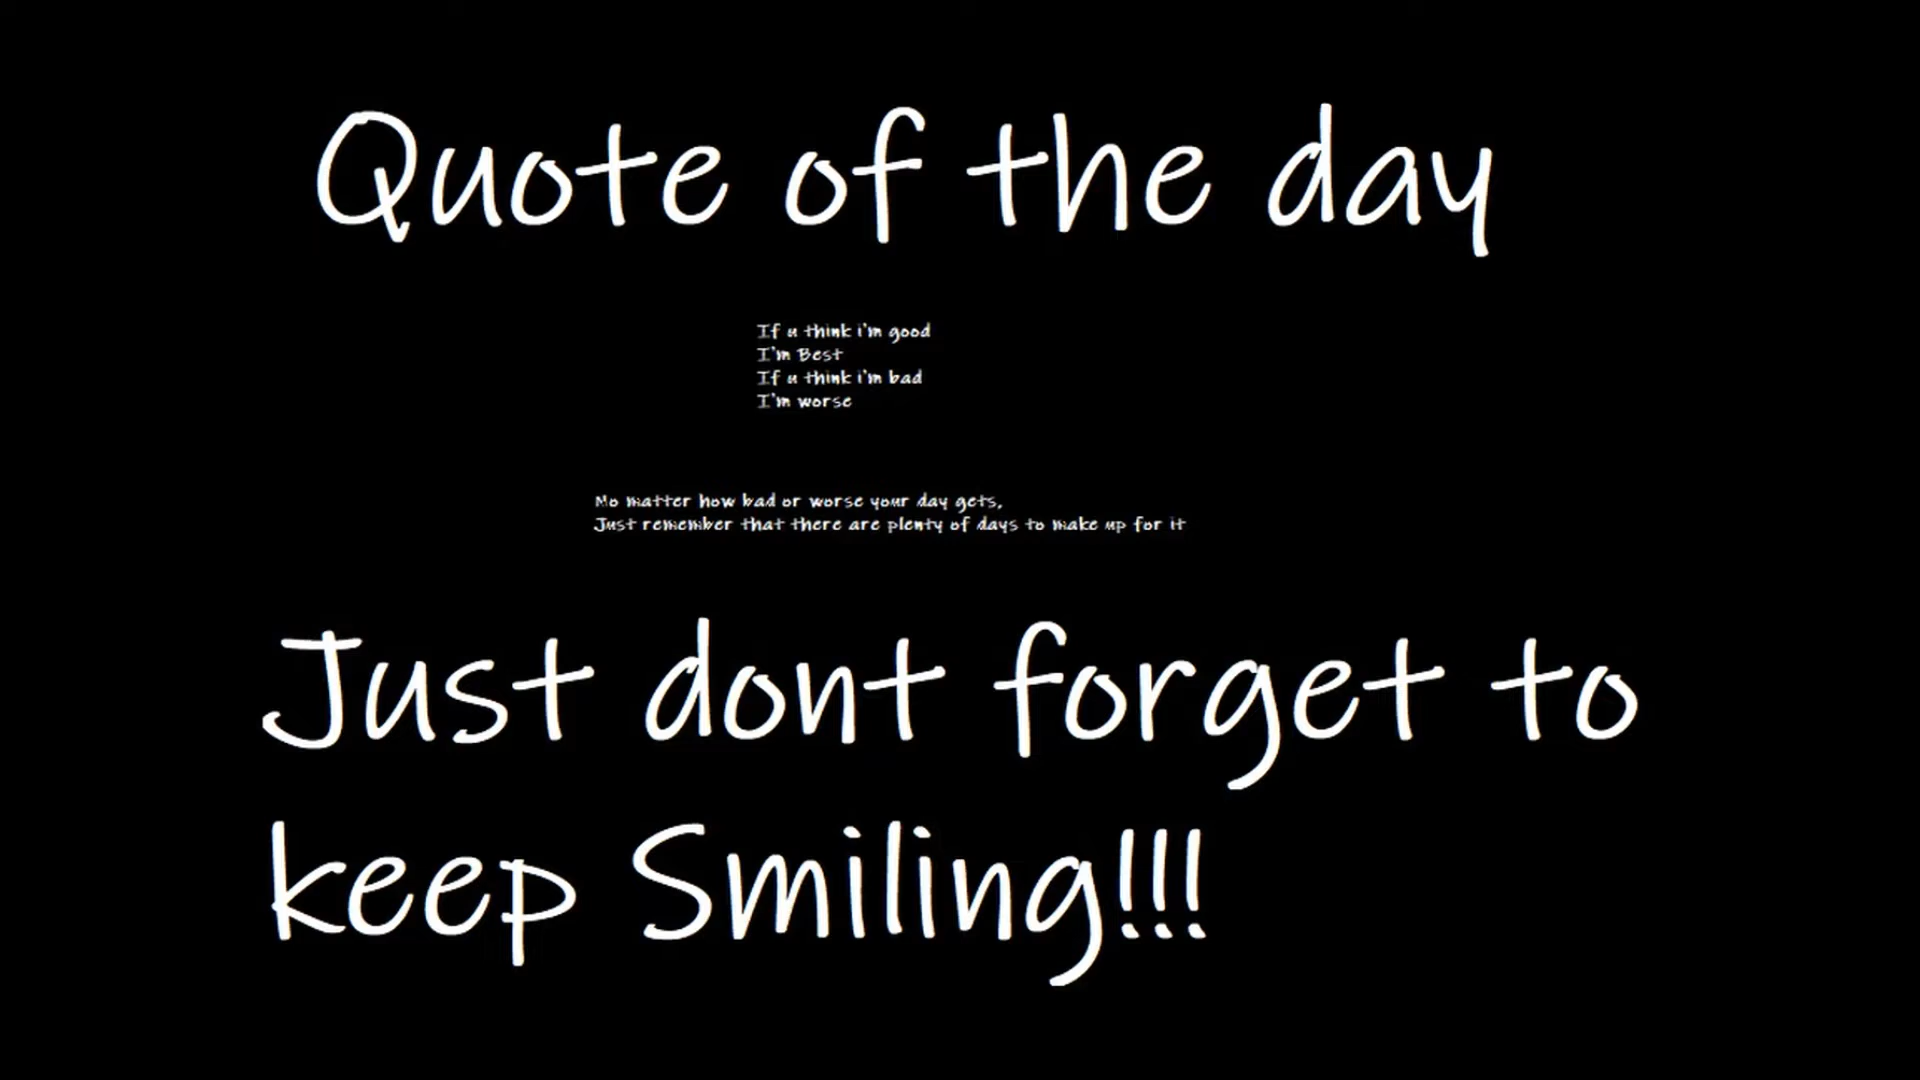 Quote of the day
If u think i'm good
I'm Best
If u think i'm bad
I'm worse
No matter how bad or worse your day gets,
Just remember that there are plenty of days to make up for it
Just dont forget to
keep Smiling!!!